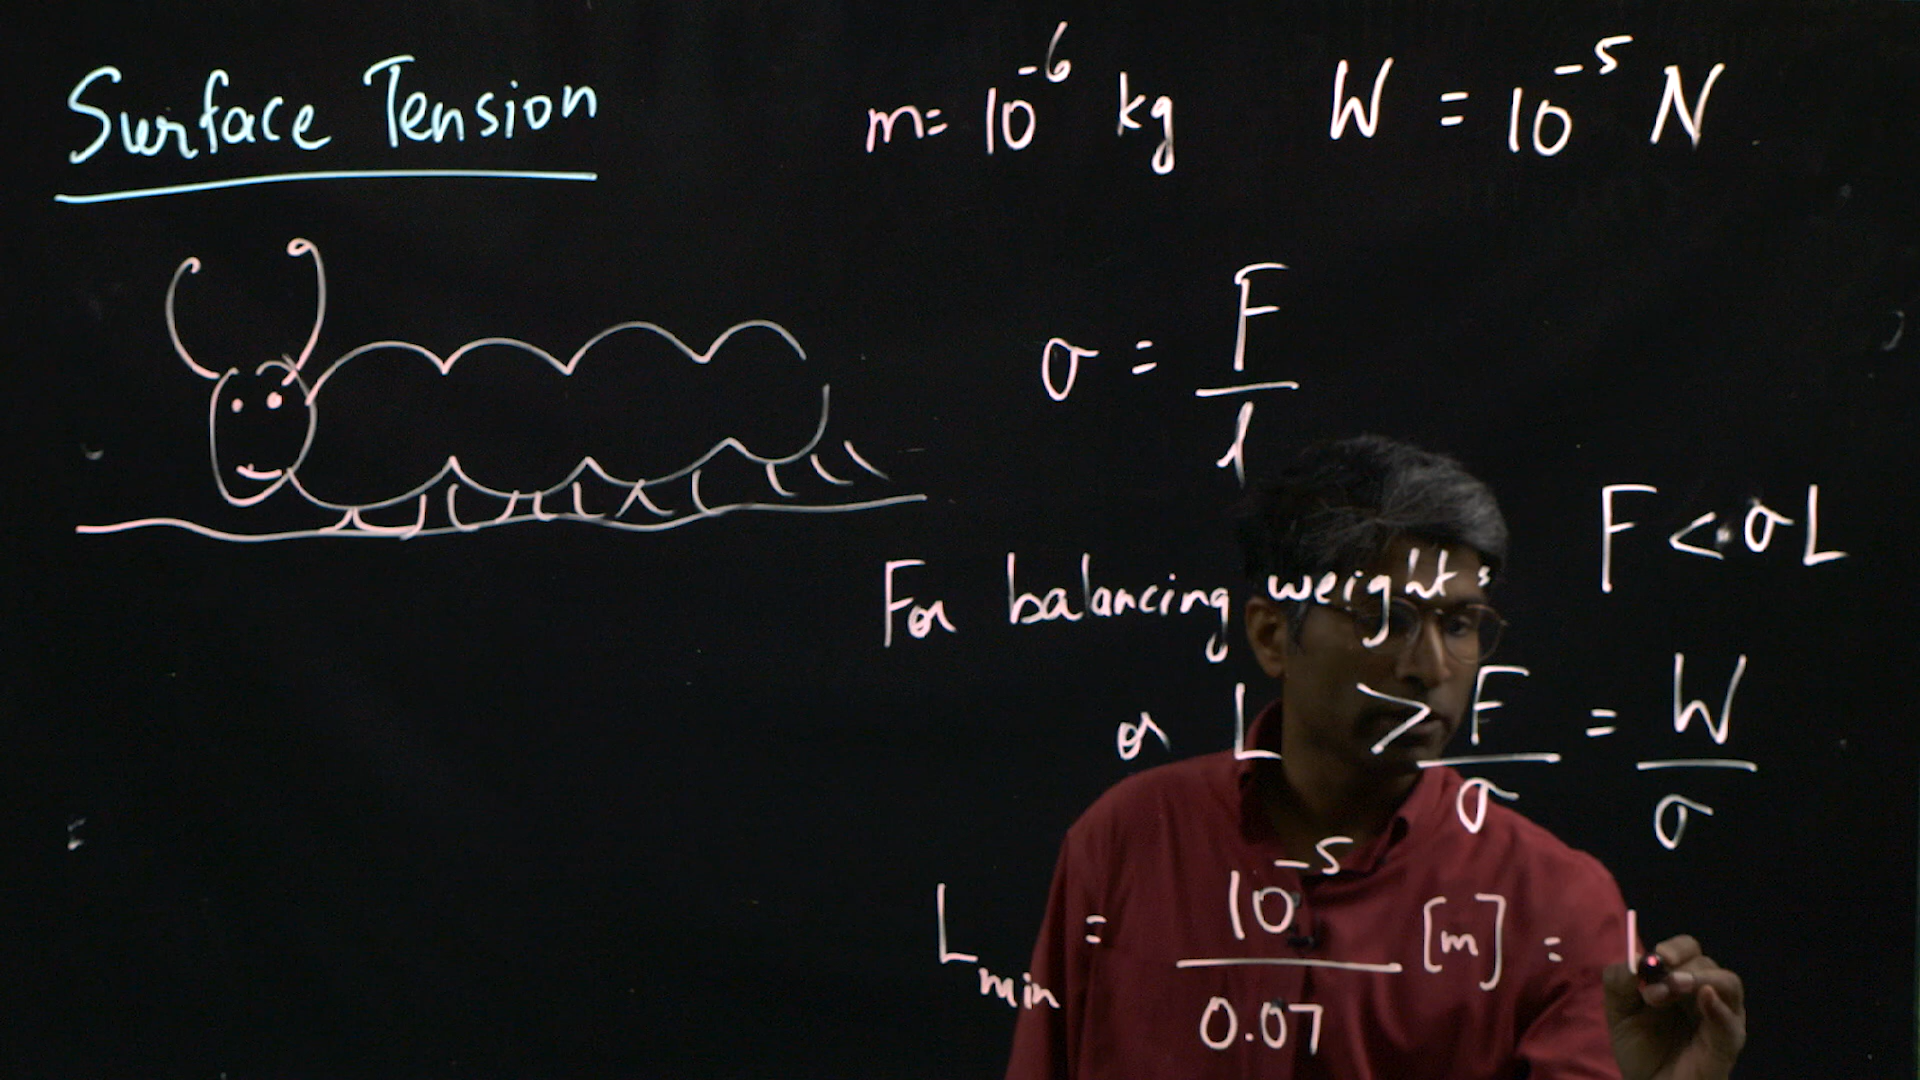 Surface Tension
m = 10⁻⁶ kg W = 10⁻⁵ N
σ = F / l
F < σL
For balancing weight:
or L > F / σ = W / σ
L_min = 10⁻⁵ / 0.07 [m] = 1